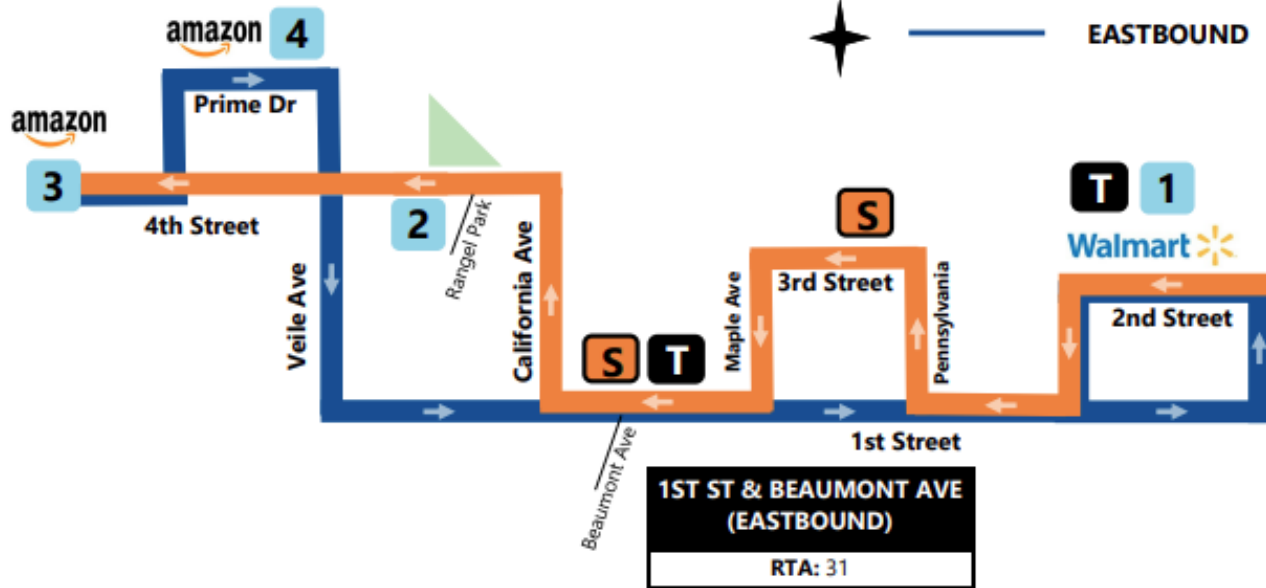 amazon 4
EASTBOUND
Prime Dr
amazon
3
4th Street
2
Rangel Park
Veile Ave
California Ave
S T
Maple Ave
S
3rd Street
Pennsylvania
T 1
Walmart
2nd Street
1st Street
Beaumont Ave
1ST ST & BEAUMONT AVE
(EASTBOUND)
RTA: 31